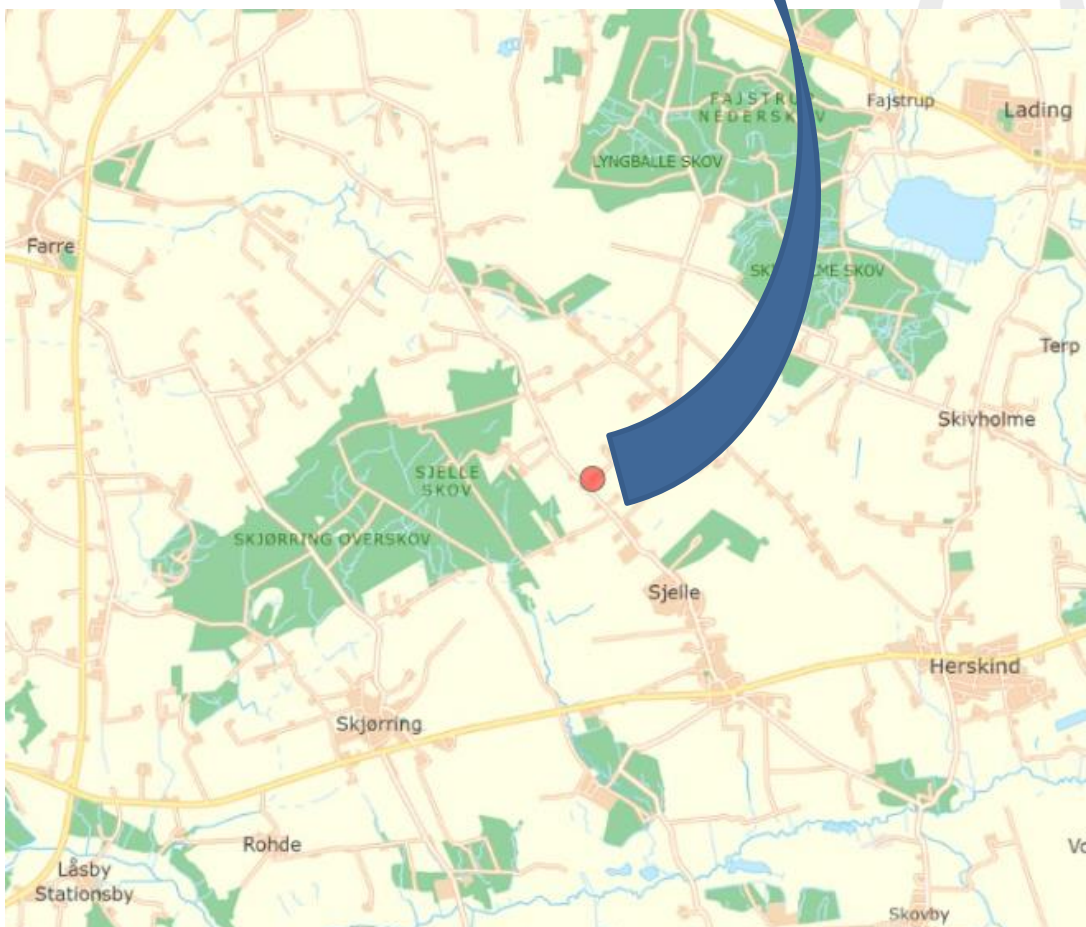 FAJSTRUP
NEDERSKOV
Fajstrup
Lading
LYNGBALLE SKOV
Farre
SKOV
Terp
Skivholme
SJELLE
SKOV
SKJØRRING OVERSKOV
Sjelle
Herskind
Skjørring
Rohde
Låsby
Stationsby
Skovby